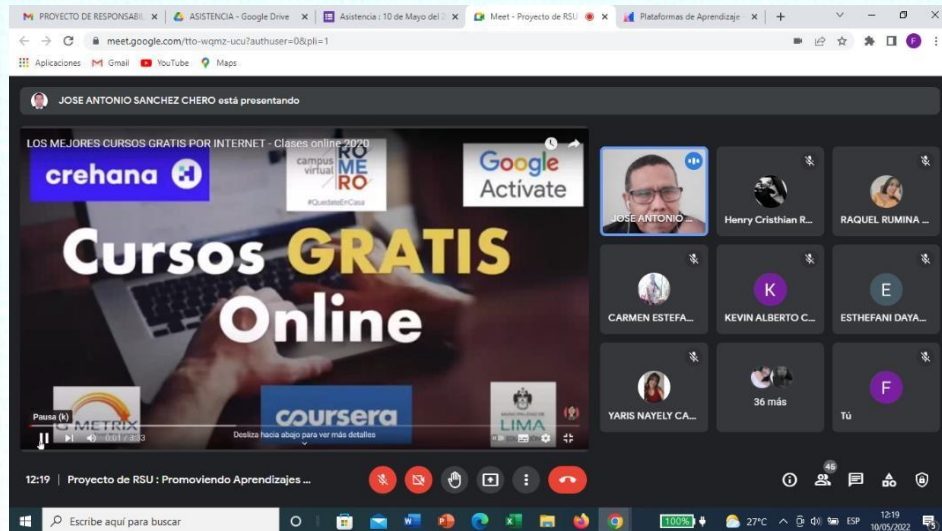 PROYECTO DE RESPONSABIL
ASISTENCIA - Google Drive
Asistencia : 10 de Mayo del 2
Meet - Proyecto de RSU
Plataformas de Aprendizaje
meet.google.com/tto-wqmz-ucu?authuser=0&pli=1
Aplicaciones
Gmail
YouTube
Maps
JOSE ANTONIO SANCHEZ CHERO está presentando
LOS MEJORES CURSOS GRATIS POR INTERNET - Clases online 2020
crehana
campus virtual
ROMERO
#QuedateEnCasa
Google
Actívate
Cursos GRATIS
Online
METRIX
coursera
LIMA
Pausa (k)
0:01 / 3:33
Desliza hacia abajo para ver más detalles
JOSE ANTONIO ...
Henry Cristhian R...
RAQUEL RUMINA ...
CARMEN ESTEFA...
K
KEVIN ALBERTO C...
E
ESTHEFANI DAYA...
YARIS NAYELY CA...
36 más
F
Tú
12:19 | Proyecto de RSU : Promoviendo Aprendizajes ...
46
Escribe aquí para buscar
100%
27°C
ESP
12:19
10/05/2022